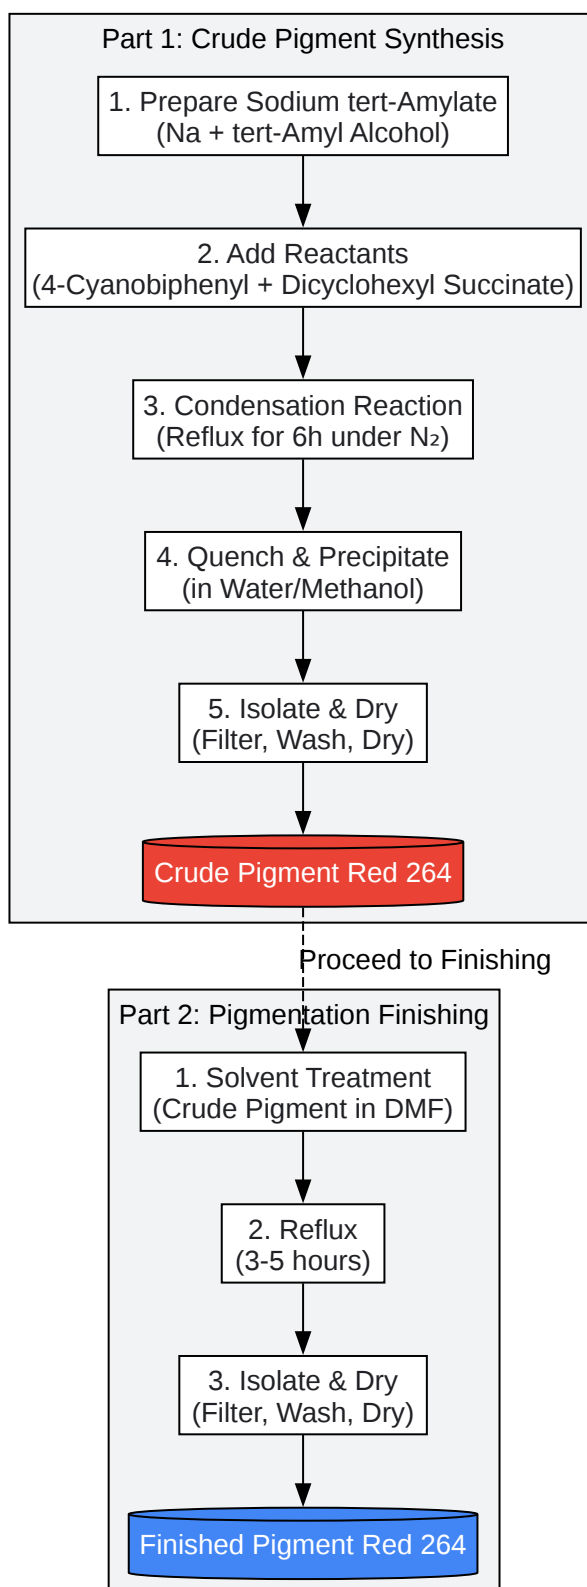 Part 1: Crude Pigment Synthesis
1. Prepare Sodium tert-Amylate
(Na + tert-Amyl Alcohol)
2. Add Reactants
(4-Cyanobiphenyl + Dicyclohexyl Succinate)
3. Condensation Reaction
(Reflux for 6h under N₂)
4. Quench & Precipitate
(in Water/Methanol)
5. Isolate & Dry
(Filter, Wash, Dry)
Crude Pigment Red 264
Proceed to Finishing
Part 2: Pigmentation Finishing
1. Solvent Treatment
(Crude Pigment in DMF)
2. Reflux
(3-5 hours)
3. Isolate & Dry
(Filter, Wash, Dry)
Finished Pigment Red 264